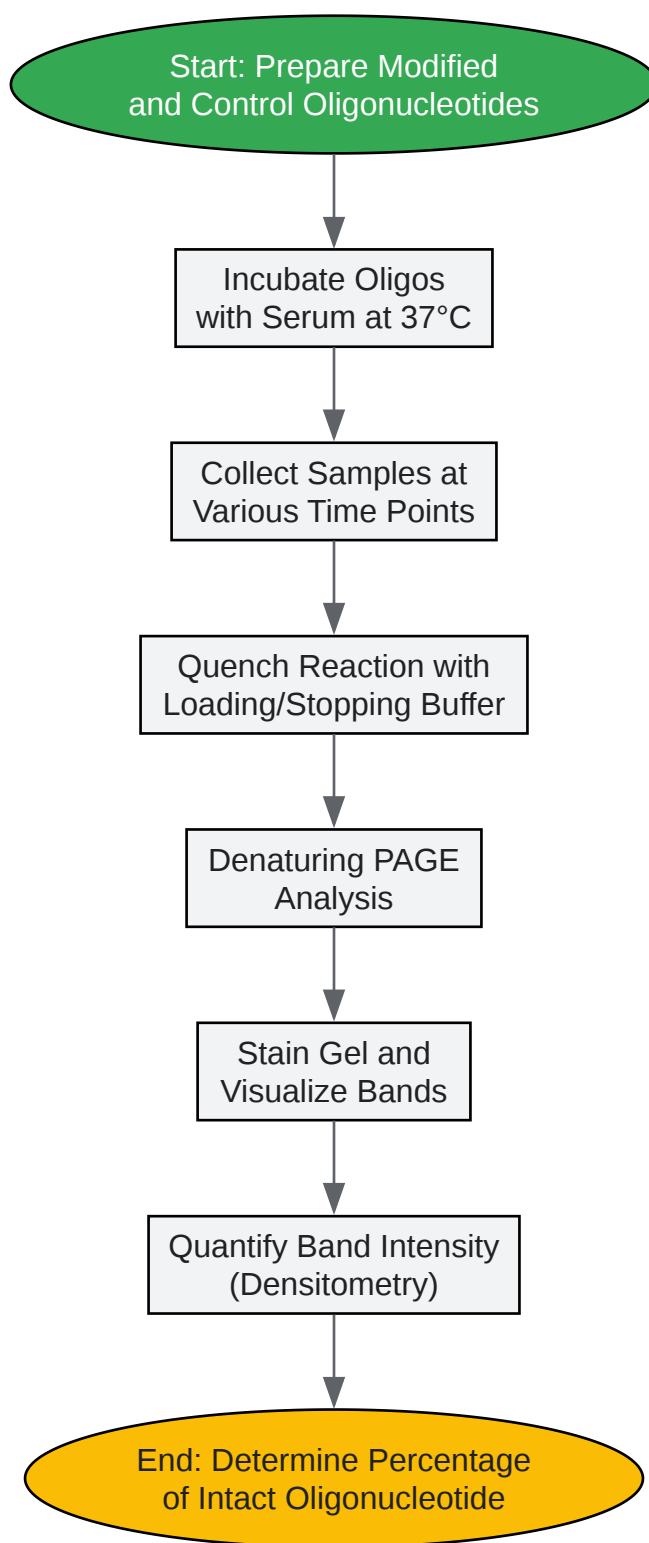 Start: Prepare Modified
and Control Oligonucleotides
Incubate Oligos
with Serum at 37°C
Collect Samples at
Various Time Points
Quench Reaction with
Loading/Stopping Buffer
Denaturing PAGE
Analysis
Stain Gel and
Visualize Bands
Quantify Band Intensity
(Densitometry)
End: Determine Percentage
of Intact Oligonucleotide